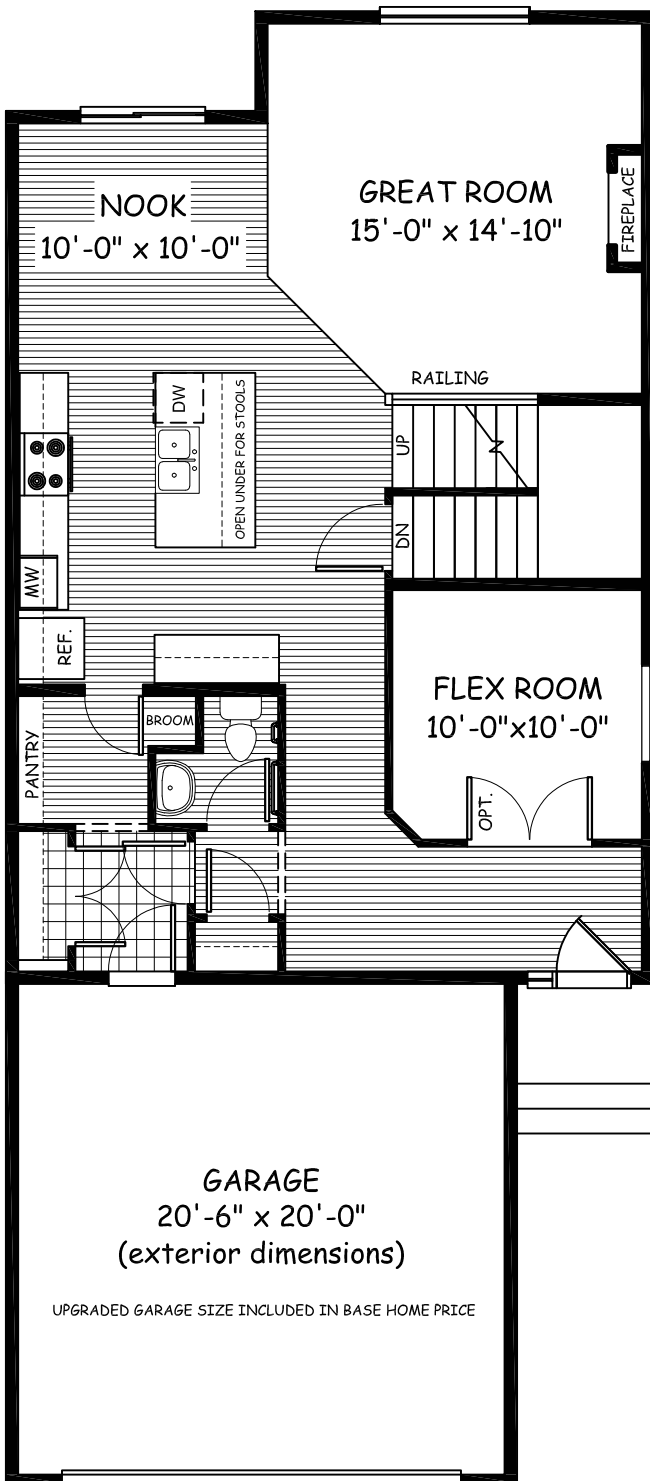 GREAT ROOM
15'-0" x 14'-10"
FIREPLACE
NOOK
10'-0" x 10'-0"
RAILING
DW
OPEN UNDER FOR STOOLS
UP
DN
MW
REF.
FLEX ROOM
10'-0"x10'-0"
BROOM
PANTRY
OPT.
GARAGE
20'-6" x 20'-0"
(exterior dimensions)
UPGRADED GARAGE SIZE INCLUDED IN BASE HOME PRICE